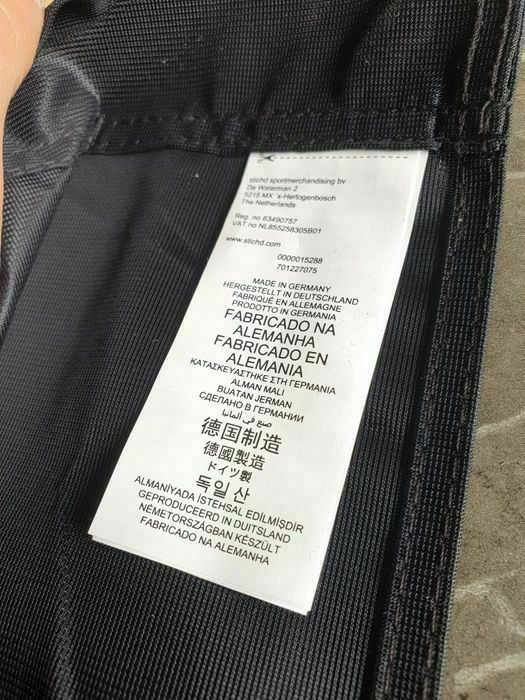 stichd sportmerchandising bv
De Waterman 2
5215 MX 's-Hertogenbosch
The Netherlands
Reg. no 63490757
VAT no NL855258305B01
www.stichd.com
0000015288
701227075
MADE IN GERMANY
HERGESTELLT IN DEUTSCHLAND
FABRIQUÉ EN ALLEMAGNE
PRODOTTO IN GERMANIA
FABRICADO NA
ALEMANHA
FABRICADO EN
ALEMANIA
ΚΑΤΑΣΚΕΥΑΣΤΗΚΕ ΣΤΗ ΓΕΡΜΑΝΙΑ
ALMAN MALI
BUATAN JERMAN
СДЕЛАНО В ГЕРМАНИИ
صنع في ألمانيا
德国制造
德國製造
ドイツ製
독일 산
ALMANİYADA İSTEHSAL EDİLMİŞDİR
GEPRODUCEERD IN DUITSLAND
NÉMETORSZÁGBAN KÉSZÜLT
FABRICADO NA ALEMANHA